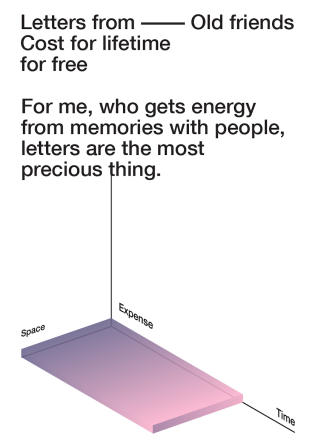 Letters from —— Old friends
Cost for lifetime
for free
For me, who gets energy
from memories with people,
letters are the most
precious thing.
Expense
Space
Time